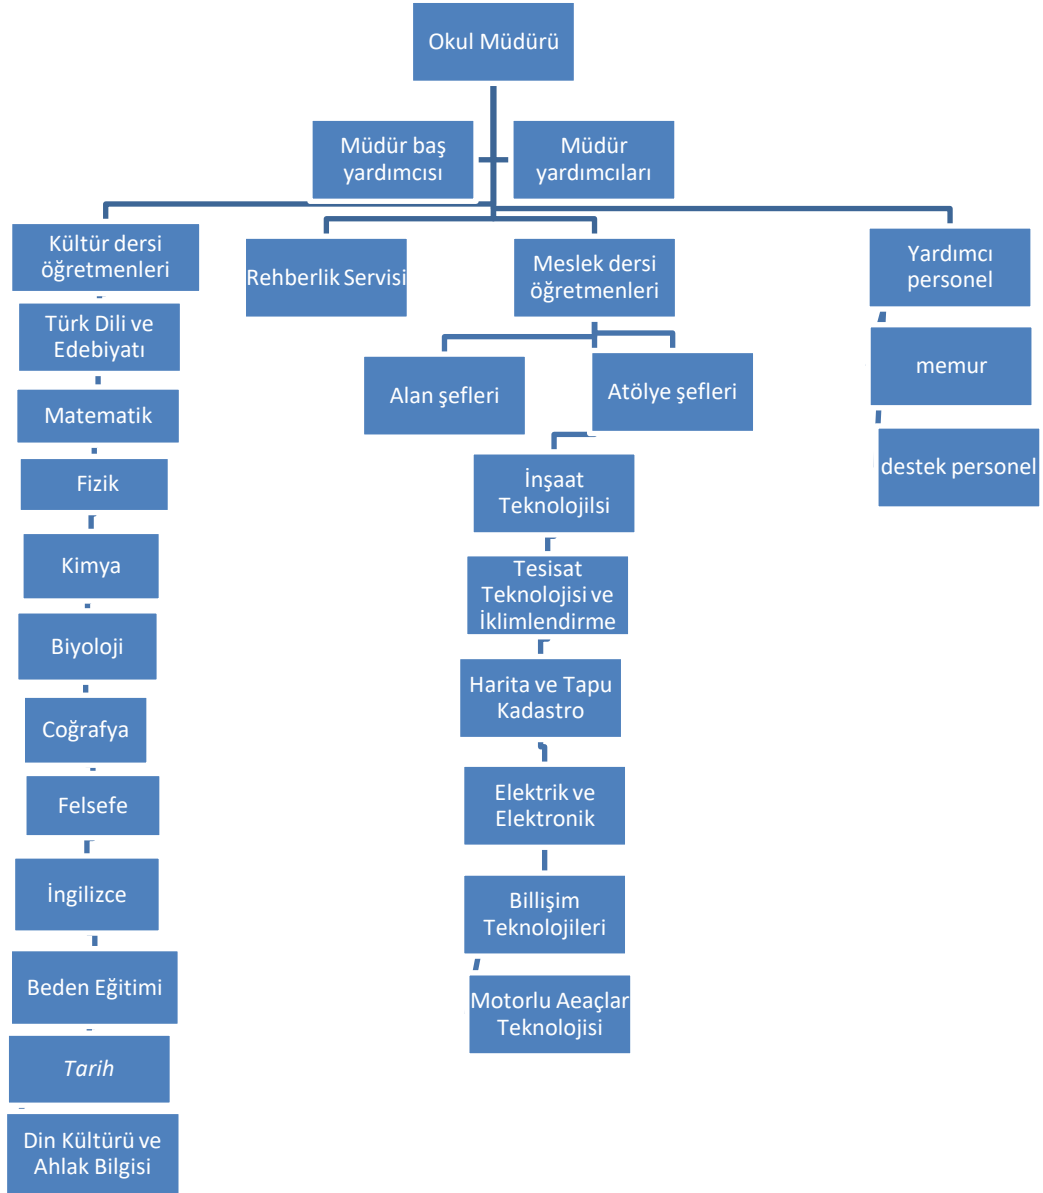 Okul Müdürü
Müdür baş
yardımcısı
Müdür
yardımcıları
Kültür dersi
öğretmenleri
Türk Dili ve
Edebiyatı
Matematik
Fizik
Kimya
Biyoloji
Coğrafya
Felsefe
İngilizce
Beden Eğitimi
Tarih
Din Kültürü ve
Ahlak Bilgisi
Rehberlik Servisi
Meslek dersi
öğretmenleri
Alan şefleri
Atölye şefleri
İnşaat
Teknolojilsi
Tesisat
Teknolojisi ve
İklimlendirme
Harita ve Tapu
Kadastro
Elektrik ve
Elektronik
Billişim
Teknolojileri
Motorlu Aeaçlar
Teknolojisi
Yardımcı
personel
memur
destek personel